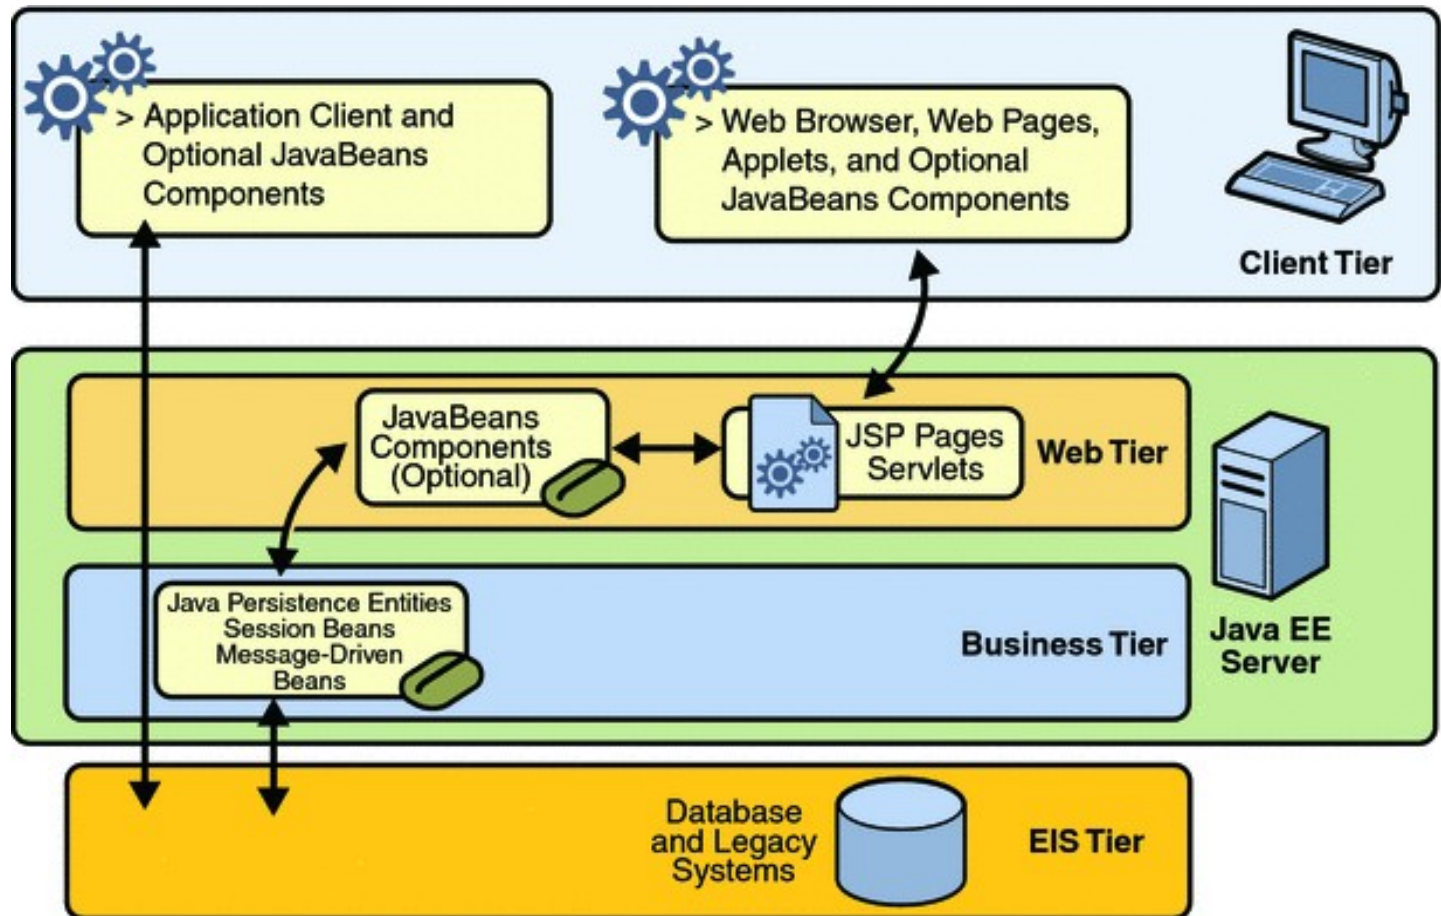 > Application Client and
Optional JavaBeans
Components
> Web Browser, Web Pages,
Applets, and Optional
JavaBeans Components
Client Tier
JavaBeans
Components
(Optional)
JSP Pages
Servlets
Web Tier
Java Persistence Entities
Session Beans
Message-Driven
Beans
Business Tier
Java EE
Server
Database
and Legacy
Systems
EIS Tier